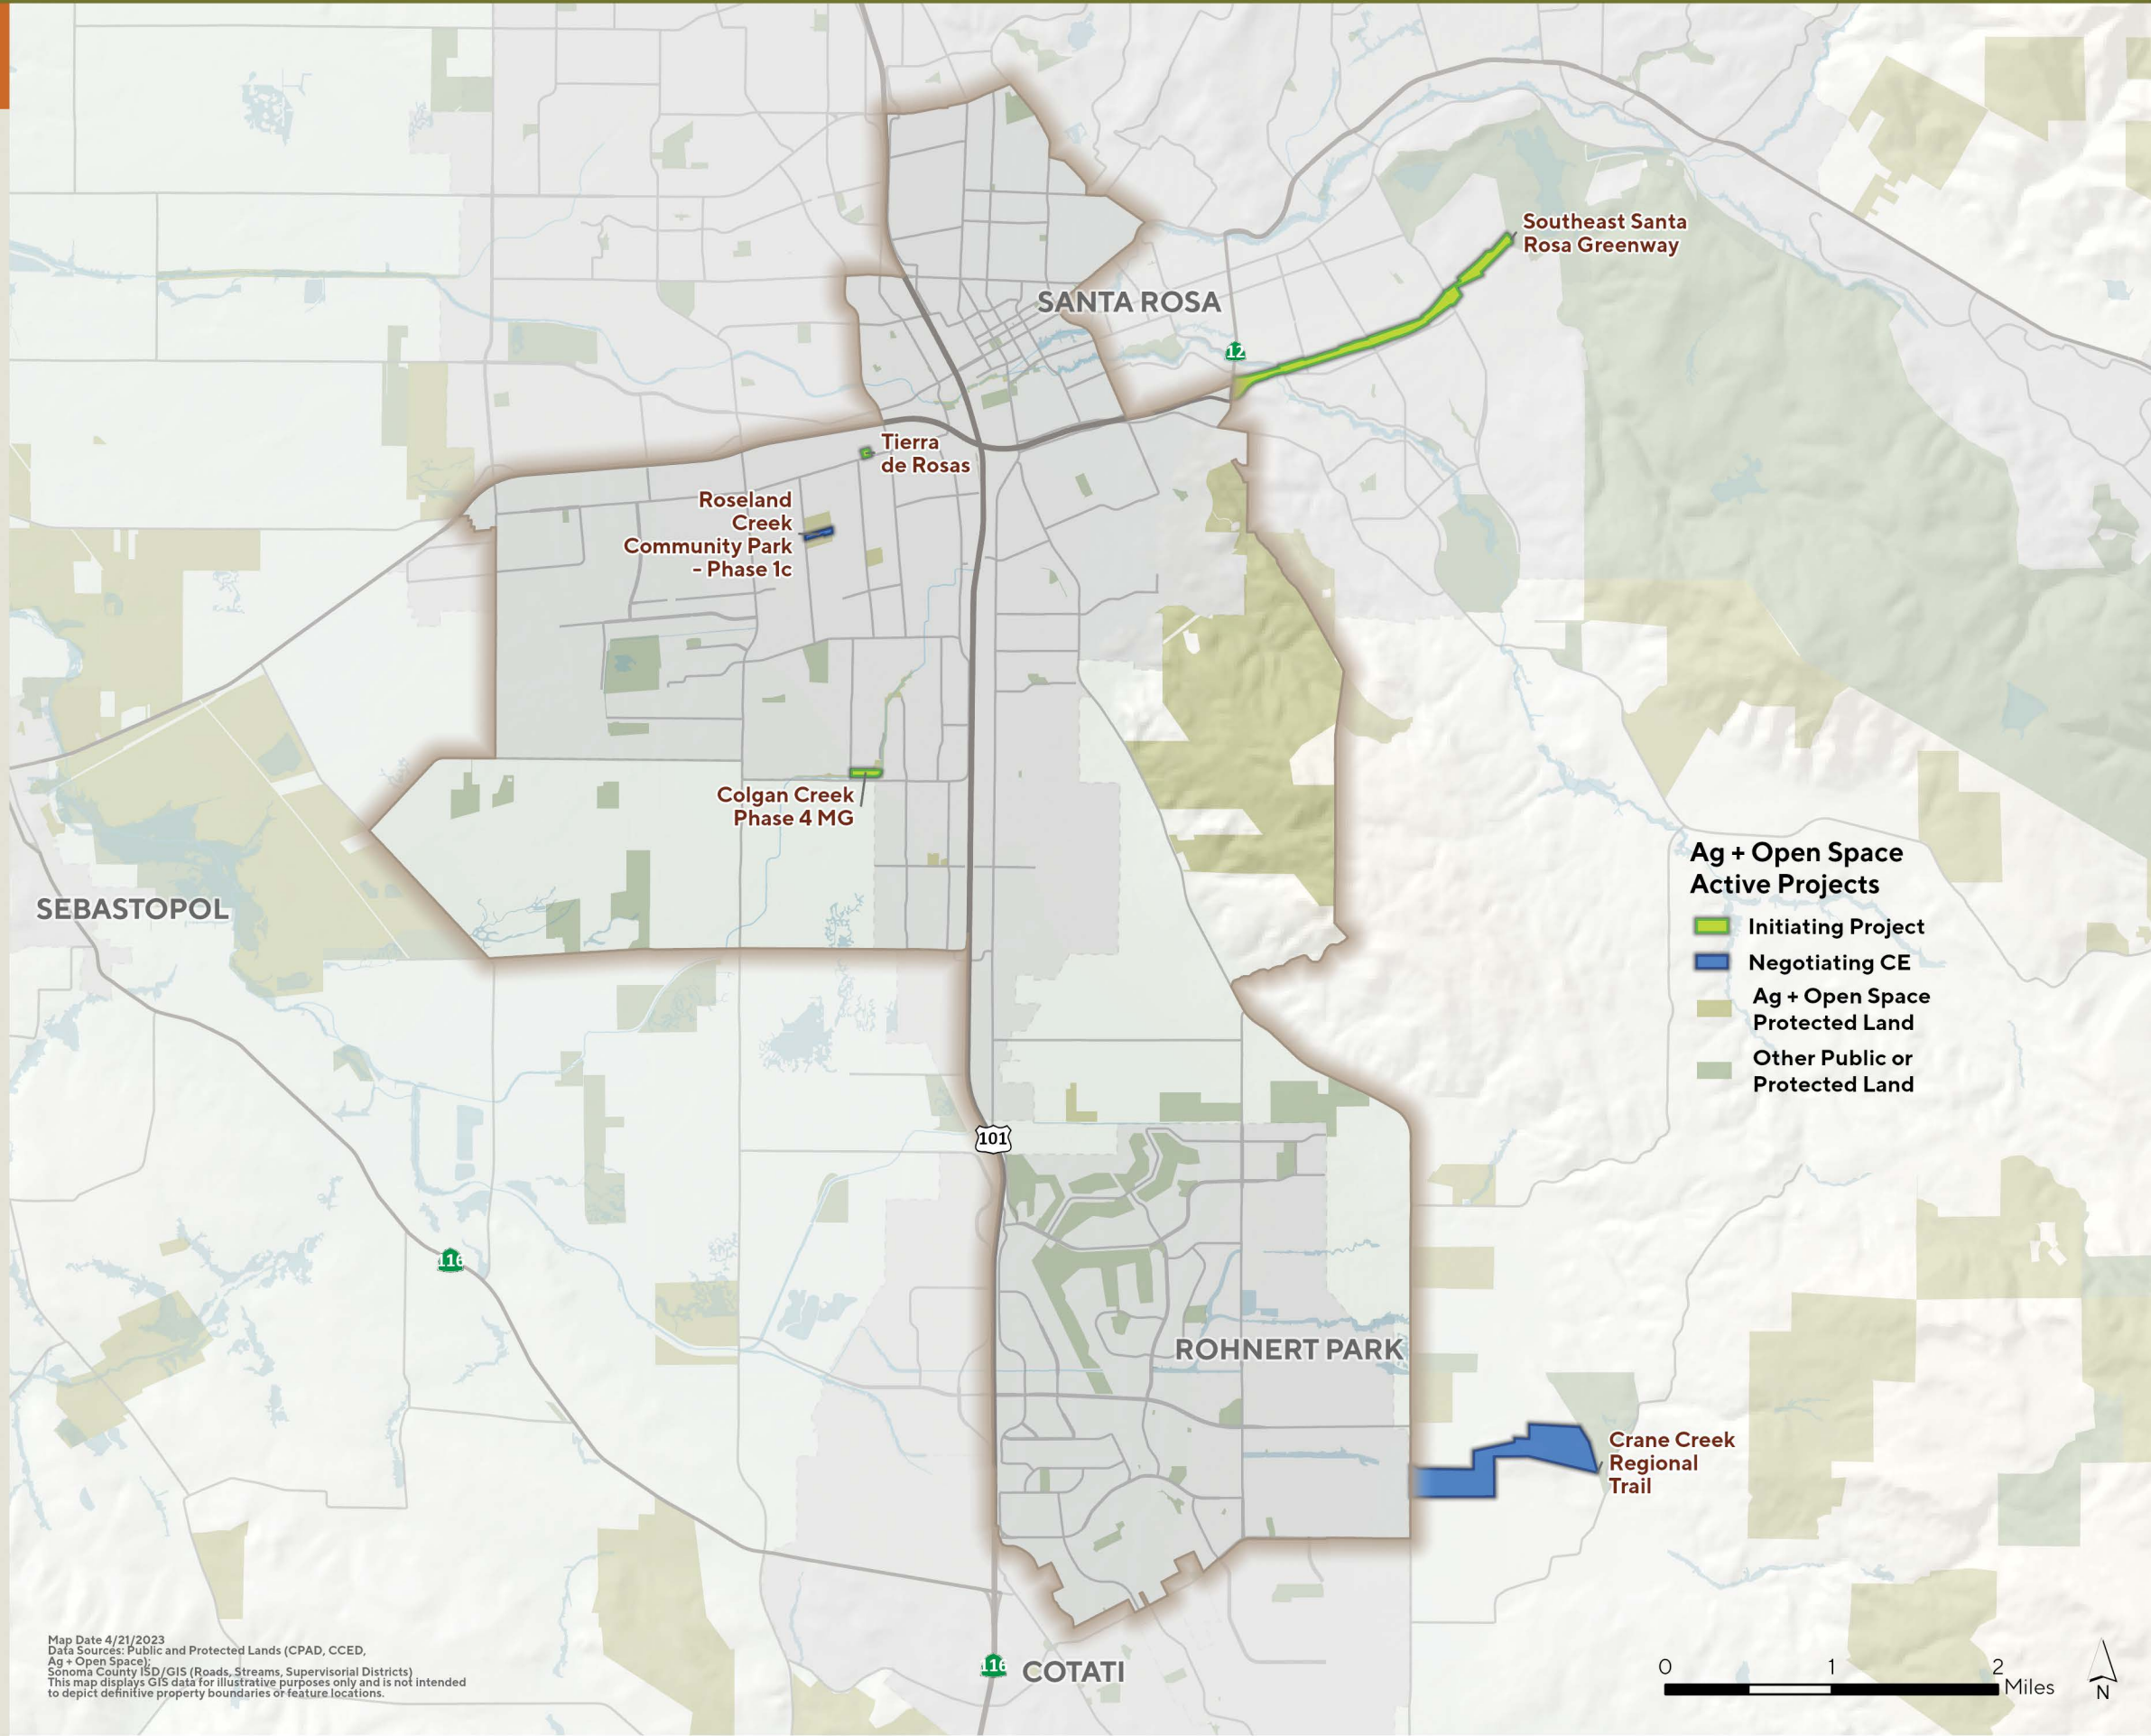 Southeast Santa
Rosa Greenway
SANTA ROSA
12
Tierra
de Rosas
Roseland
Creek
Community Park
- Phase 1c
Colgan Creek
Phase 4 MG
SEBASTOPOL
Ag + Open Space
Active Projects
Initiating Project
Negotiating CE
Ag + Open Space
Protected Land
Other Public or
Protected Land
101
116
ROHNERT PARK
Crane Creek
Regional
Trail
Map Date 4/21/2023
Data Sources: Public and Protected Lands (CPAD, CCED,
Ag + Open Space);
Sonoma County ISD/GIS (Roads, Streams, Supervisorial Districts)
This map displays GIS data for illustrative purposes only and is not intended
to depict definitive property boundaries or feature locations.
116
COTATI
0 1 2
Miles
N